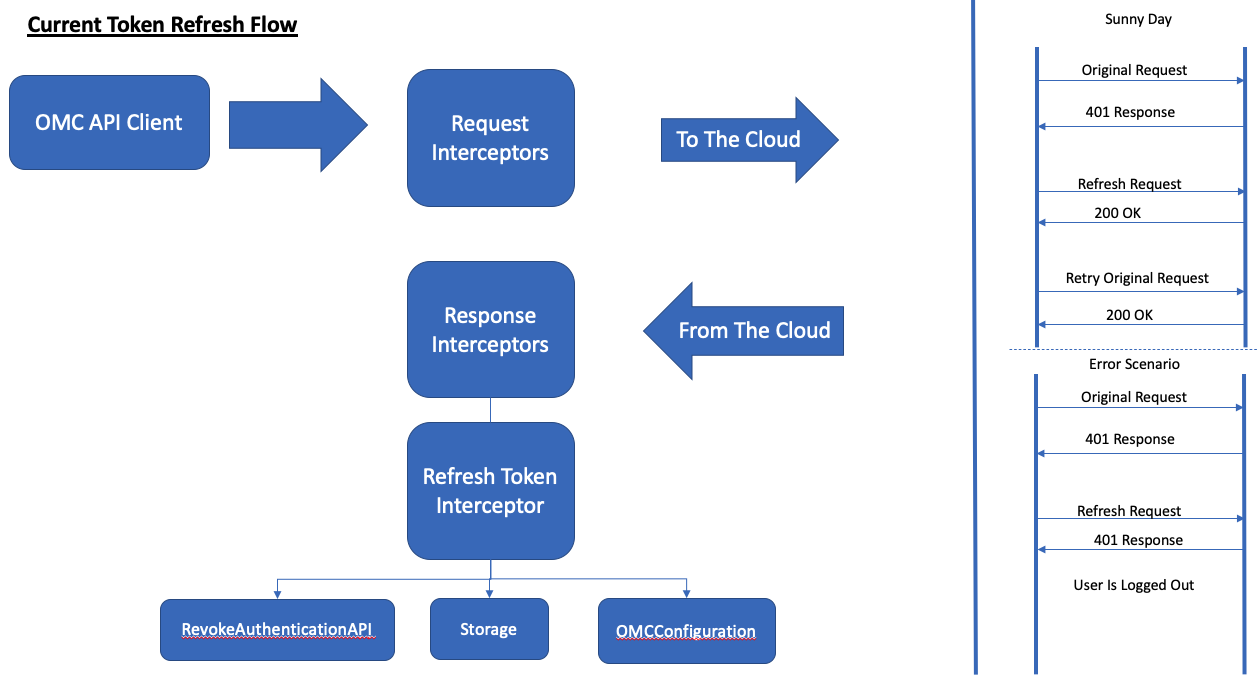 Current Token Refresh Flow
OMC API Client
Request
Interceptors
To The Cloud
Response
Interceptors
From The Cloud
Refresh Token
Interceptor
RevokeAuthenticationAPI
Storage
OMCConfiguration
Sunny Day
Original Request
401 Response
Refresh Request
200 OK
Retry Original Request
200 OK
Error Scenario
Original Request
401 Response
Refresh Request
401 Response
User Is Logged Out